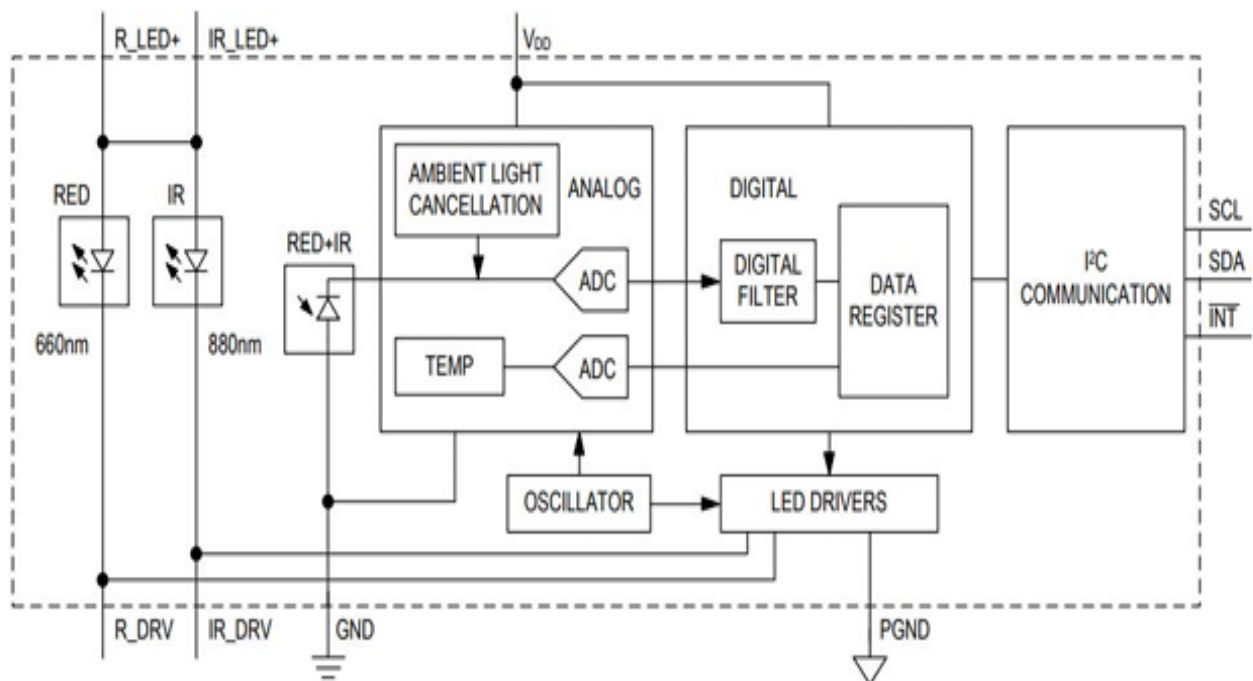 R_LED+
IR_LED+
VDD
AMBIENT LIGHT
CANCELLATION
ANALOG
DIGITAL
RED
IR
RED+IR
ADC
DIGITAL
FILTER
DATA
REGISTER
I²C
COMMUNICATION
SCL
SDA
INT
660nm
880nm
TEMP
ADC
OSCILLATOR
LED DRIVERS
R_DRV
IR_DRV
GND
PGND